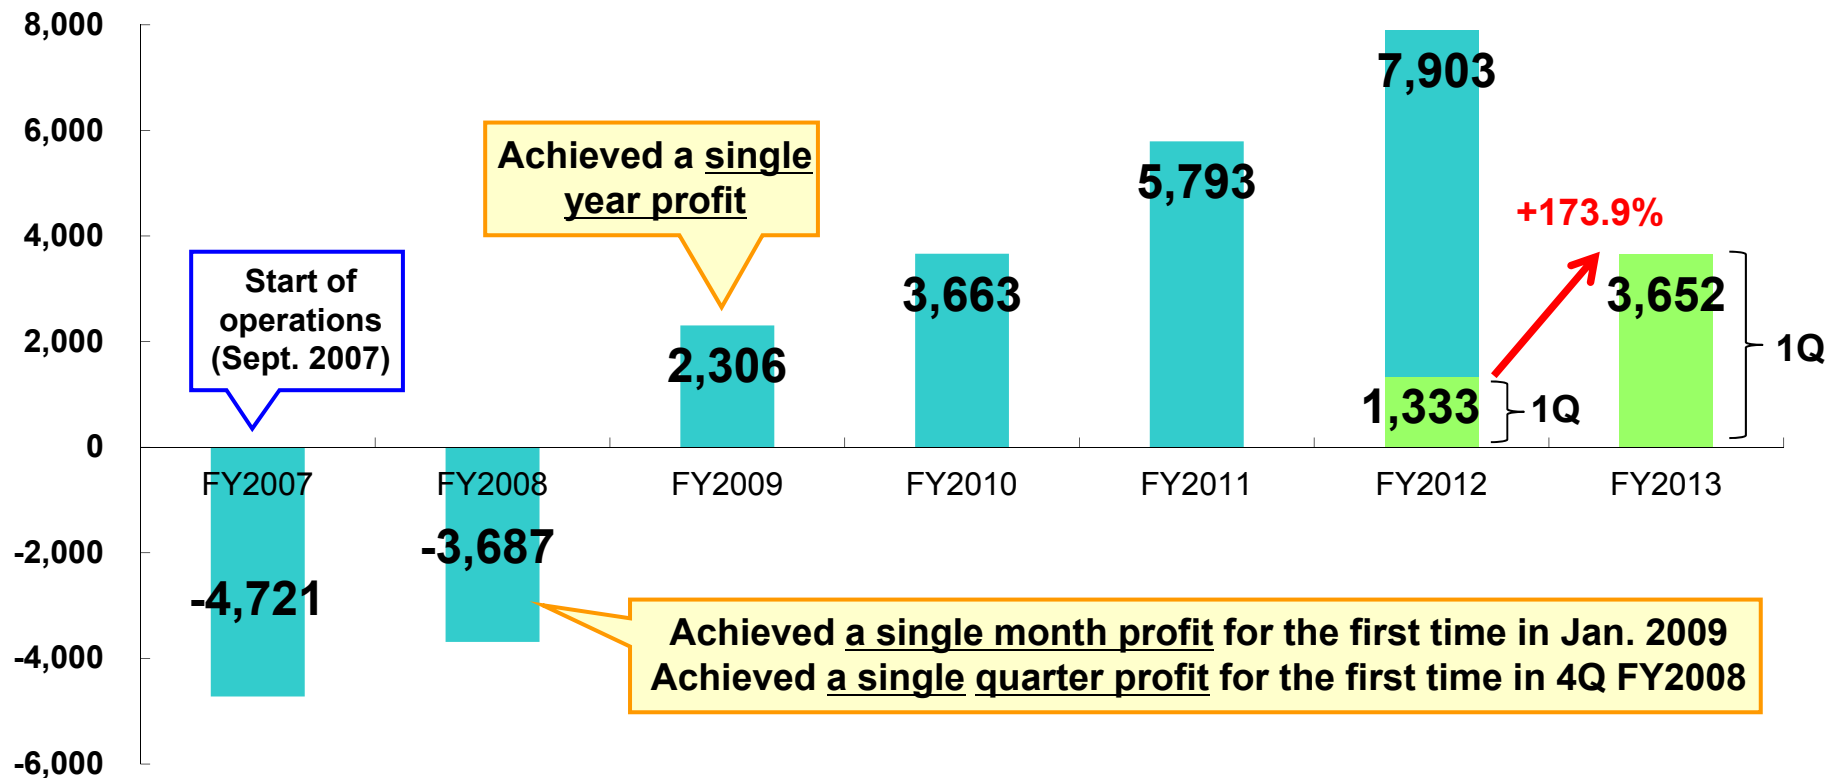 8,000
6,000
4,000
2,000
0
-2,000
-4,000
-6,000
Start of
operations
(Sept. 2007)
Achieved a single
year profit
7,903
5,793
+173.9%
3,663
3,652
2,306
1,333
1Q
1Q
FY2007
FY2008
FY2009
FY2010
FY2011
FY2012
FY2013
-4,721
-3,687
Achieved a single month profit for the first time in Jan. 2009
Achieved a single quarter profit for the first time in 4Q FY2008